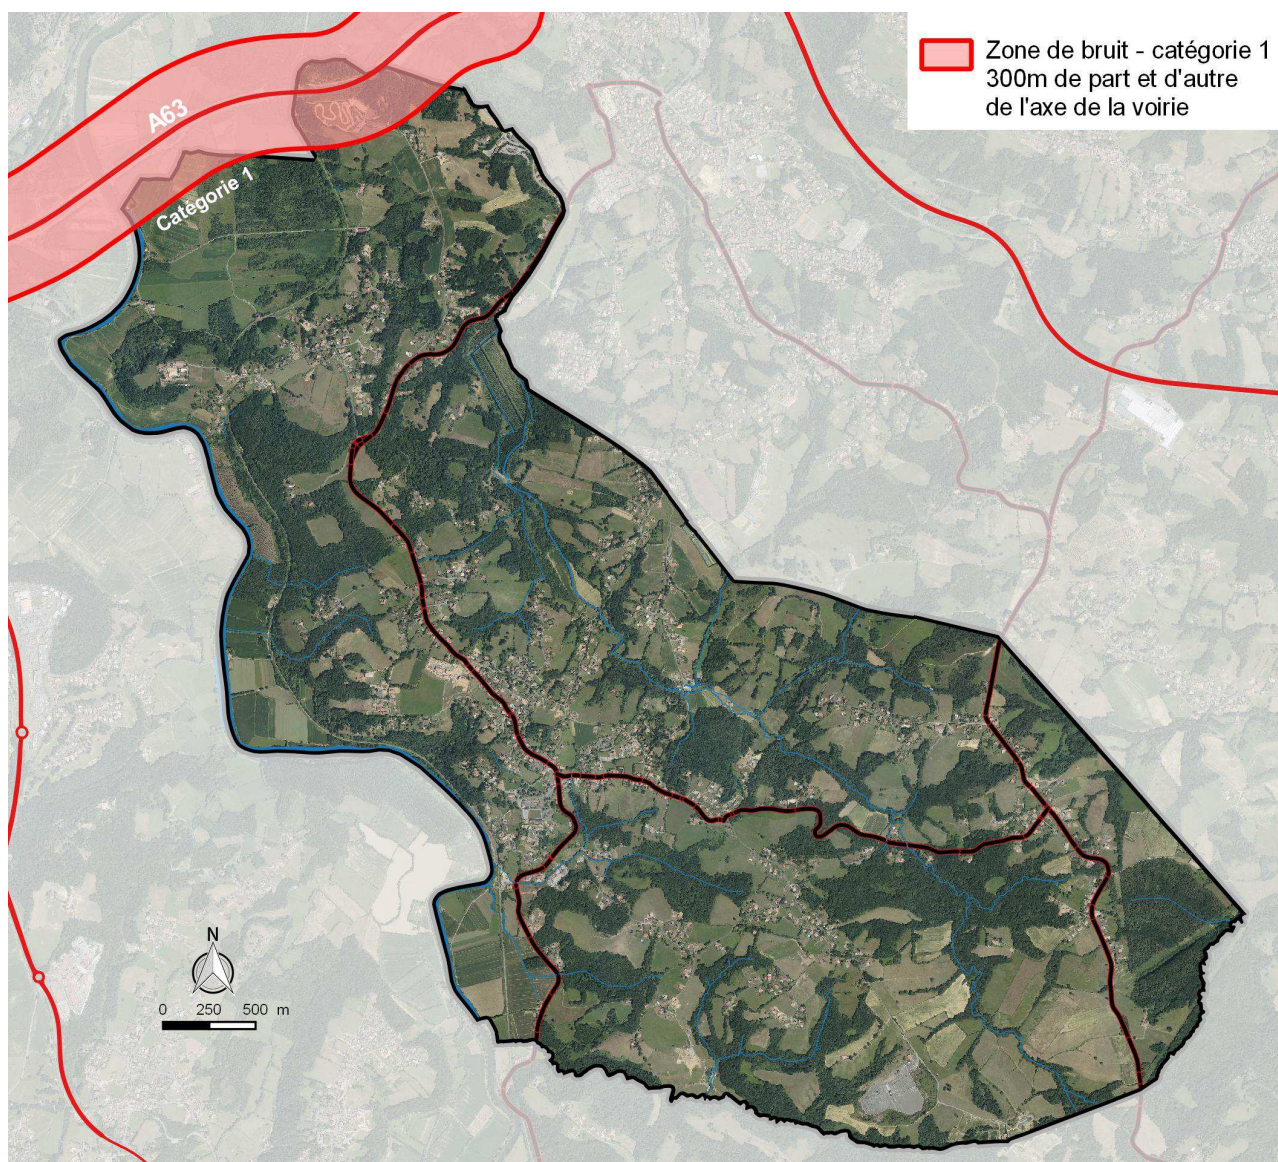 Zone de bruit - catégorie 1
300m de part et d'autre
de l'axe de la voirie
A63
Catégorie 1
N
0 250 500 m